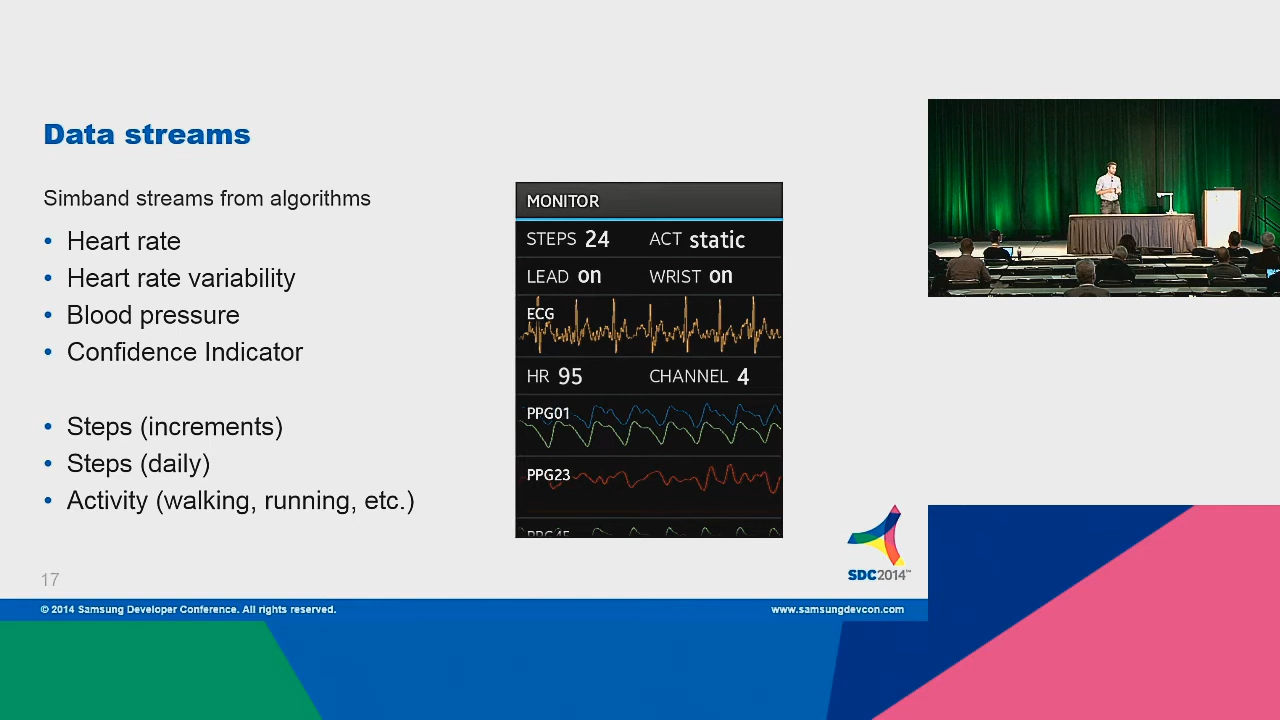 Data streams
Simband streams from algorithms
• Heart rate
• Heart rate variability
• Blood pressure
• Confidence Indicator
• Steps (increments)
• Steps (daily)
• Activity (walking, running, etc.)
MONITOR
STEPS 24 ACT static
LEAD on WRIST on
ECG
HR 95 CHANNEL 4
PPG01
PPG23
PPG45
SDC2014™
17
© 2014 Samsung Developer Conference. All rights reserved.
www.samsungdevcon.com